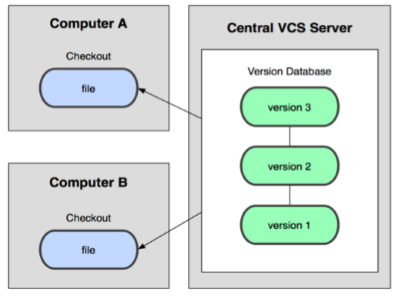 Computer A
Checkout
file
Computer B
Checkout
file
Central VCS Server
Version Database
version 3
version 2
version 1